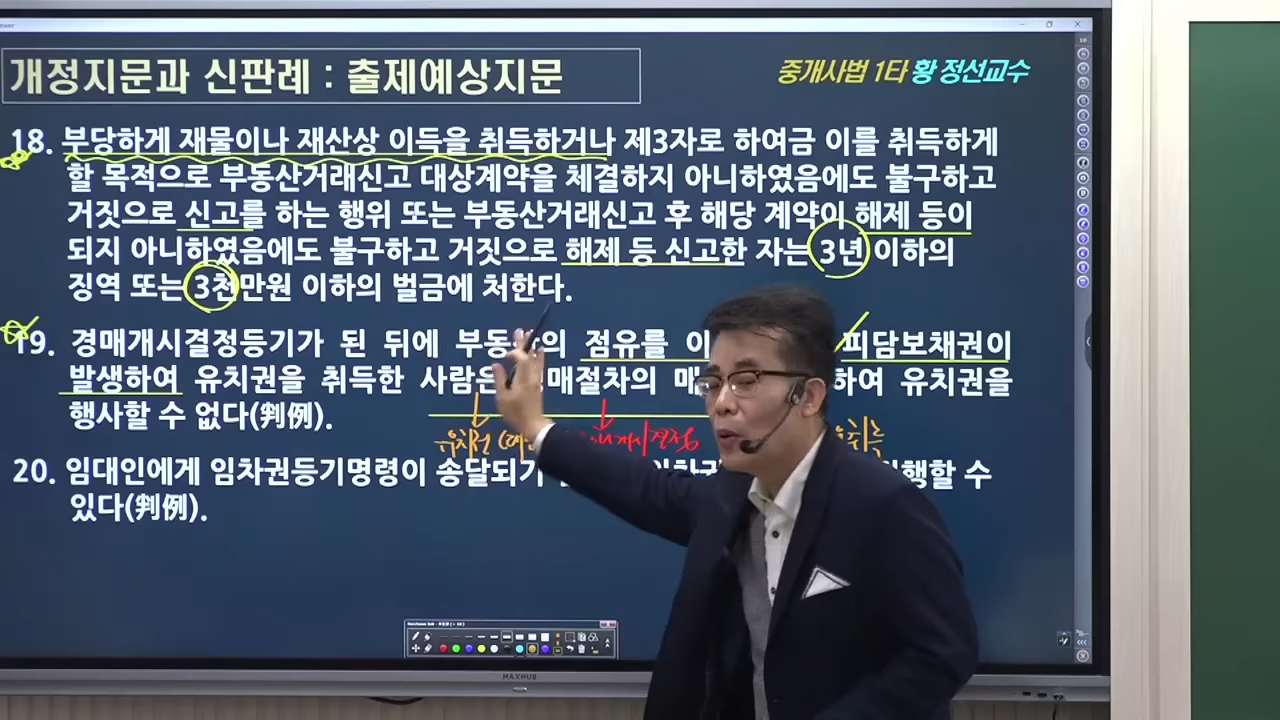 개정지문과 신판례 : 출제예상지문
중개사법 1타 황 정선교수
18. 부당하게 재물이나 재산상 이득을 취득하거나 제3자로 하여금 이를 취득하게
할 목적으로 부동산거래신고 대상계약을 체결하지 아니하였음에도 불구하고
거짓으로 신고를 하는 행위 또는 부동산거래신고 후 해당 계약이 해제 등이
되지 아니하였음에도 불구하고 거짓으로 해제 등 신고한 자는 3년 이하의
징역 또는 3천만원 이하의 벌금에 처한다.
19. 경매개시결정등기가 된 뒤에 점유를 피담보채권이
발생하여 유치권을 취득한 사람은 유치권을
행사할 수 없다(判例).
20. 임대인에게 임차권등기명령이 송달되기 수
있다(判例).
MAXHUB